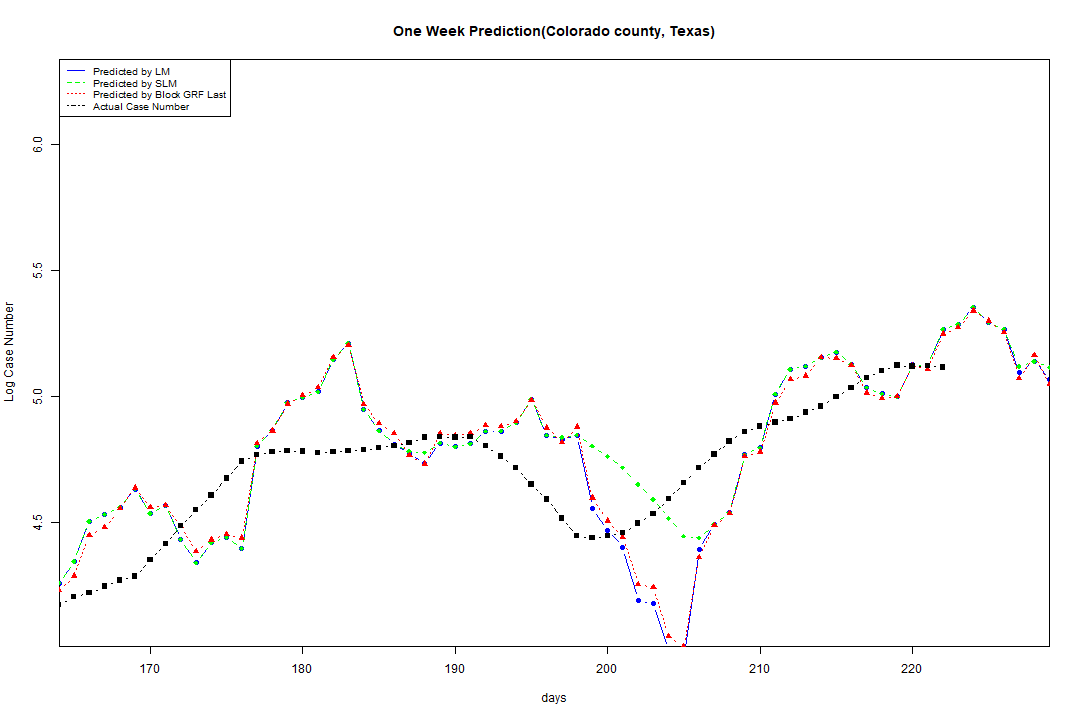 One Week Prediction(Colorado county, Texas)
Predicted by LM
Predicted by SLM
Predicted by Block GRF Last
Actual Case Number
6.0
5.5
5.0
4.5
Log Case Number
170 180 190 200 210 220
days